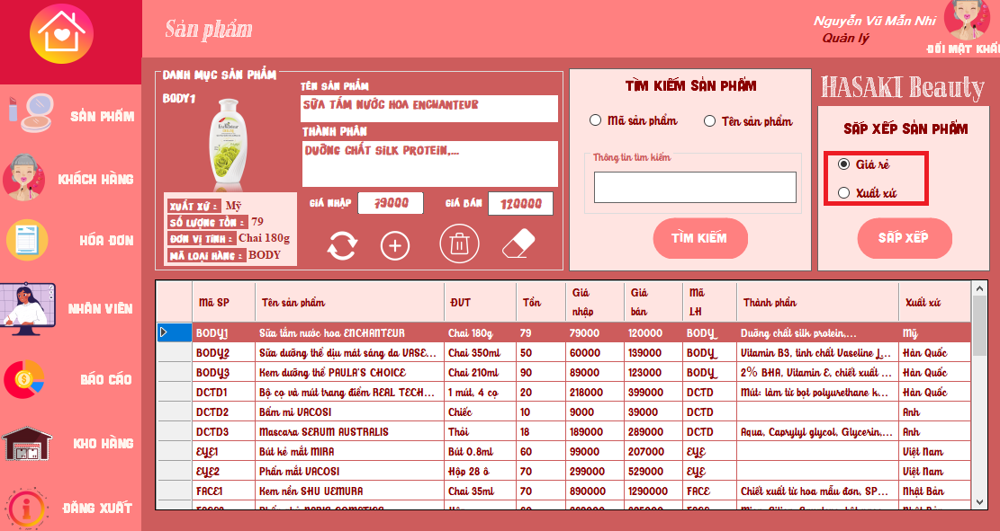 Sản phẩm
Nguyễn Vũ Mẫn Nhi
Quản lý
ĐỔI MẬT KHẨ
SẢN PHẨM
KHÁCH HÀNG
HÓA ĐƠN
NHÂN VIÊN
BÁO CÁO
KHO HÀNG
ĐĂNG XUẤT
DANH MỤC SẢN PHẨM
BODY1
TÊN SẢN PHẨM
SỮA TẮM NƯỚC HOA ENCHANTEUR
THÀNH PHẦN
DƯỠNG CHẤT SILK PROTEIN,...
XUẤT XỨ : Mỹ
SỐ LƯỢNG TỒN : 79
ĐƠN VỊ TÍNH : Chai 180g
MÃ LOẠI HÀNG : BODY
GIÁ NHẬP 79000 GIÁ BÁN 120000
TÌM KIẾM SẢN PHẨM
Mã sản phẩm Tên sản phẩm
Thông tin tìm kiếm
TÌM KIẾM
HASAKI Beauty
SẮP XẾP SẢN PHẨM
Giá rẻ
Xuất xứ
SẮP XẾP
Mã SP Tên sản phẩm ĐVT Tồn Giá nhập Giá bán Mã LH Thành phần Xuất xứ
BODY1 Sữa tắm nước hoa ENCHANTEUR Chai 180g 79 79000 120000 BODY Dưỡng chất silk protein,... Mỹ
BODY2 Sữa dưỡng thể dịu mát sáng da VASE... Chai 350ml 50 60000 139000 BODY Vitamin B3, tinh chất Vaseline J... Hàn Quốc
BODY3 Kem dưỡng thể PAULA'S CHOICE Chai 210ml 90 89000 123000 BODY 2% BHA, Vitamin E, chiết xuất ... Hàn Quốc
DCTD1 Bộ cọ và mút trang điểm REAL TECH... 1 mút, 4 cọ 20 218000 399000 DCTD Mút: làm từ bọt polyurethane k... Hàn Quốc
DCTD2 Bấm mi VACOSI Chiếc 10 9000 39000 DCTD Anh
DCTD3 Mascara SERUM AUSTRALIS Thỏi 18 189000 289000 DCTD Aqua, Caprylyl glycol, Glycerin,... Anh
EYE1 Bút kẻ mắt MIRA Bút 0.8ml 60 99000 207000 EYE Việt Nam
EYE2 Phấn mắt VACOSI Hộp 28 ô 70 299000 529000 EYE Việt Nam
FACE1 Kem nền SHU UEMURA Chai 35ml 70 890000 1290000 FACE Chiết xuất từ hoa mẫu đơn, SP... Nhật Bản